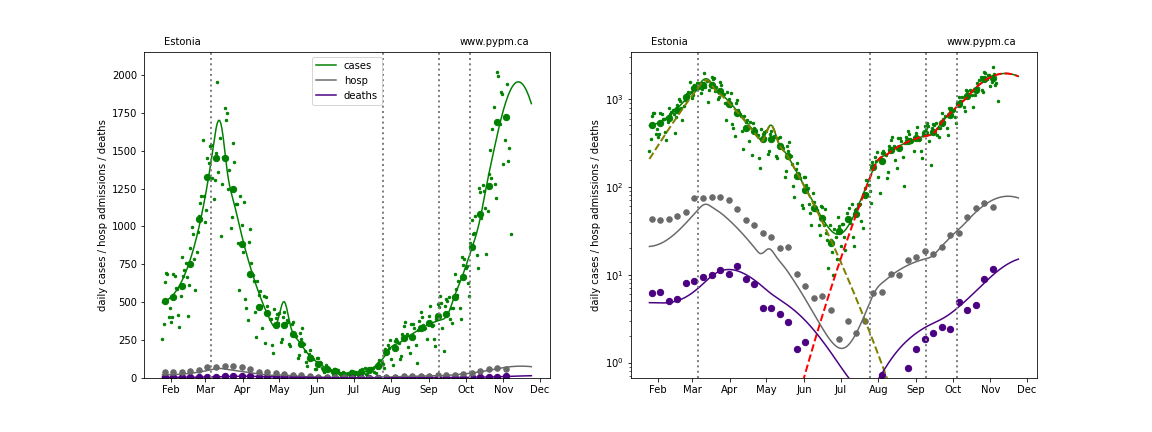 Estonia www.pypm.ca
daily cases / hosp admissions / deaths
2000
1750
1500
1250
1000
750
500
250
0
cases
hosp
deaths
Feb Mar Apr May Jun Jul Aug Sep Oct Nov Dec
Estonia www.pypm.ca
daily cases / hosp admissions / deaths
10³
10²
10¹
10⁰
Feb Mar Apr May Jun Jul Aug Sep Oct Nov Dec